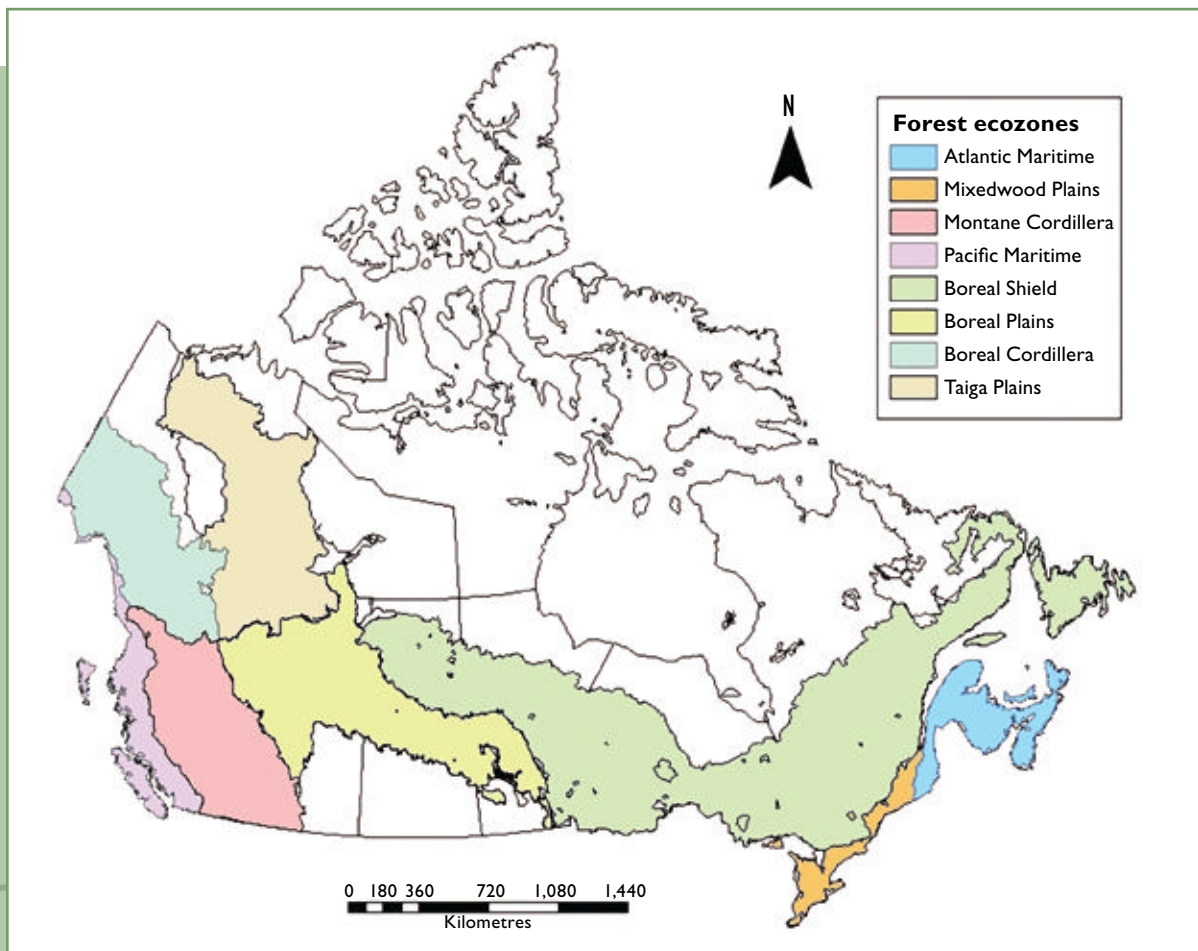 N
Forest ecozones
Atlantic Maritime
Mixedwood Plains
Montane Cordillera
Pacific Maritime
Boreal Shield
Boreal Plains
Boreal Cordillera
Taiga Plains
0 180 360 720 1,080 1,440
Kilometres